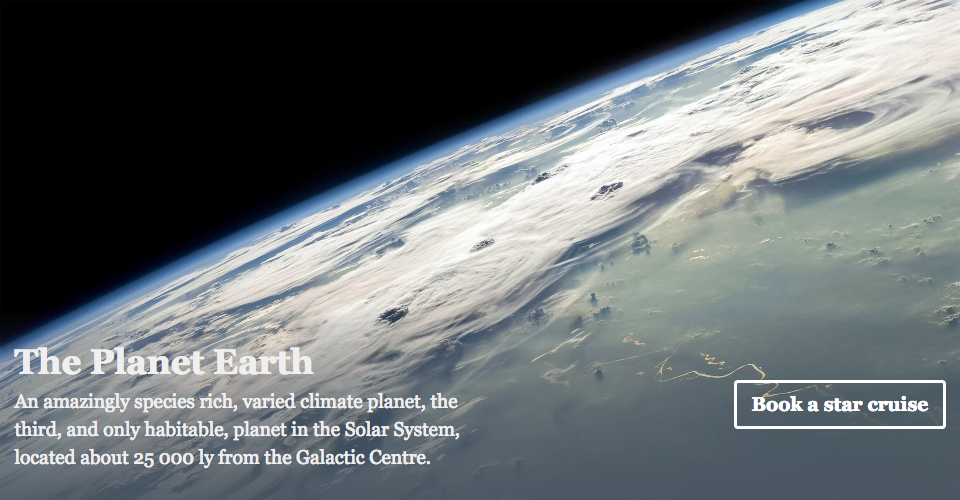 The Planet Earth
An amazingly species rich, varied climate planet, the
third, and only habitable, planet in the Solar System,
located about 25 000 ly from the Galactic Centre.
Book a star cruise